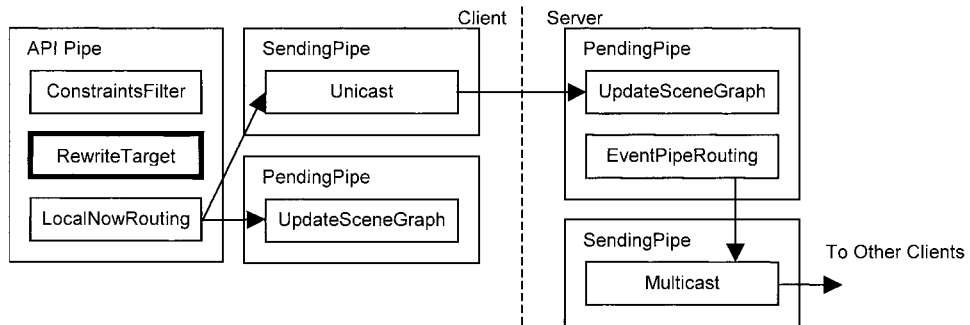 Client
Server
API Pipe
ConstraintsFilter
RewriteTarget
LocalNowRouting
SendingPipe
Unicast
PendingPipe
UpdateSceneGraph
PendingPipe
UpdateSceneGraph
EventPipeRouting
SendingPipe
Multicast
To Other Clients